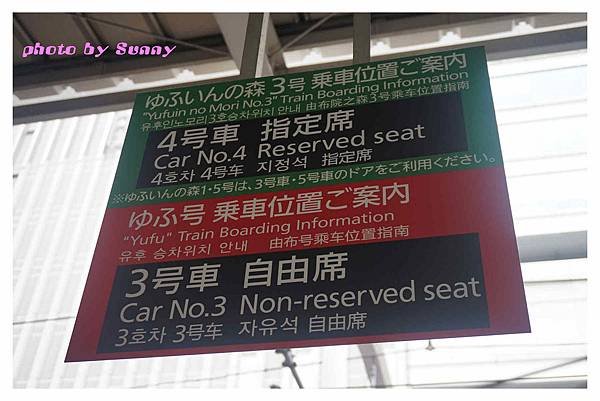 photo by Sunny
ゆふいんの森3号 乗車位置ご案内
"Yufuin no Mori No.3" Train Boarding Information
유후인노모리3호승차위치 안내 由布院之森3号乘车位置指南
4号車 指定席
Car No.4 Reserved seat
4호차 4号车 지정석 指定席
※ゆふいんの森1・5号は、3号車・5号車のドアをご利用ください。
ゆふ号 乗車位置ご案内
"Yufu" Train Boarding Information
유후 승차위치 안내 由布号乘车位置指南
3号車 自由席
Car No.3 Non-reserved seat
3호차 3号车 자유석 自由席